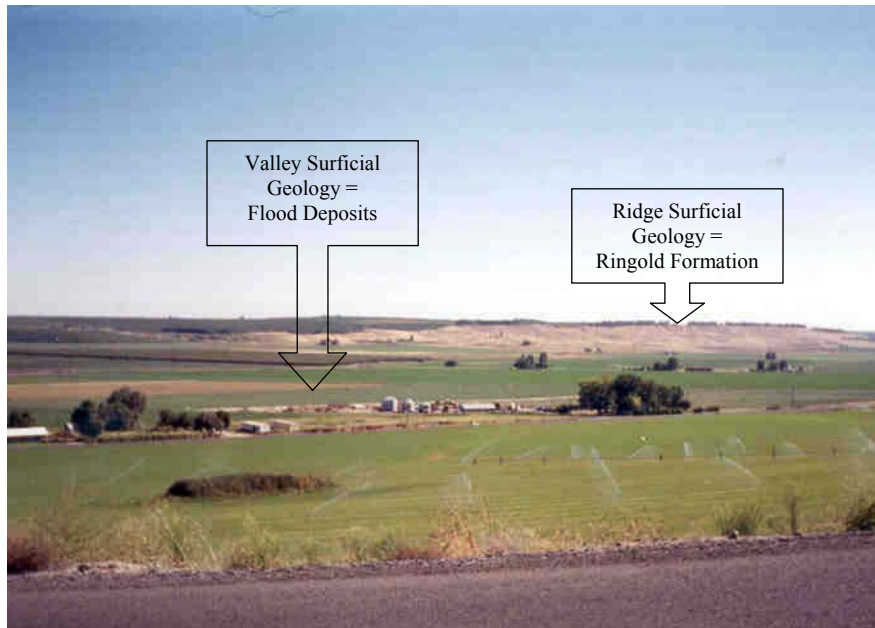 Valley Surficial
Geology =
Flood Deposits
Ridge Surficial
Geology =
Ringold Formation